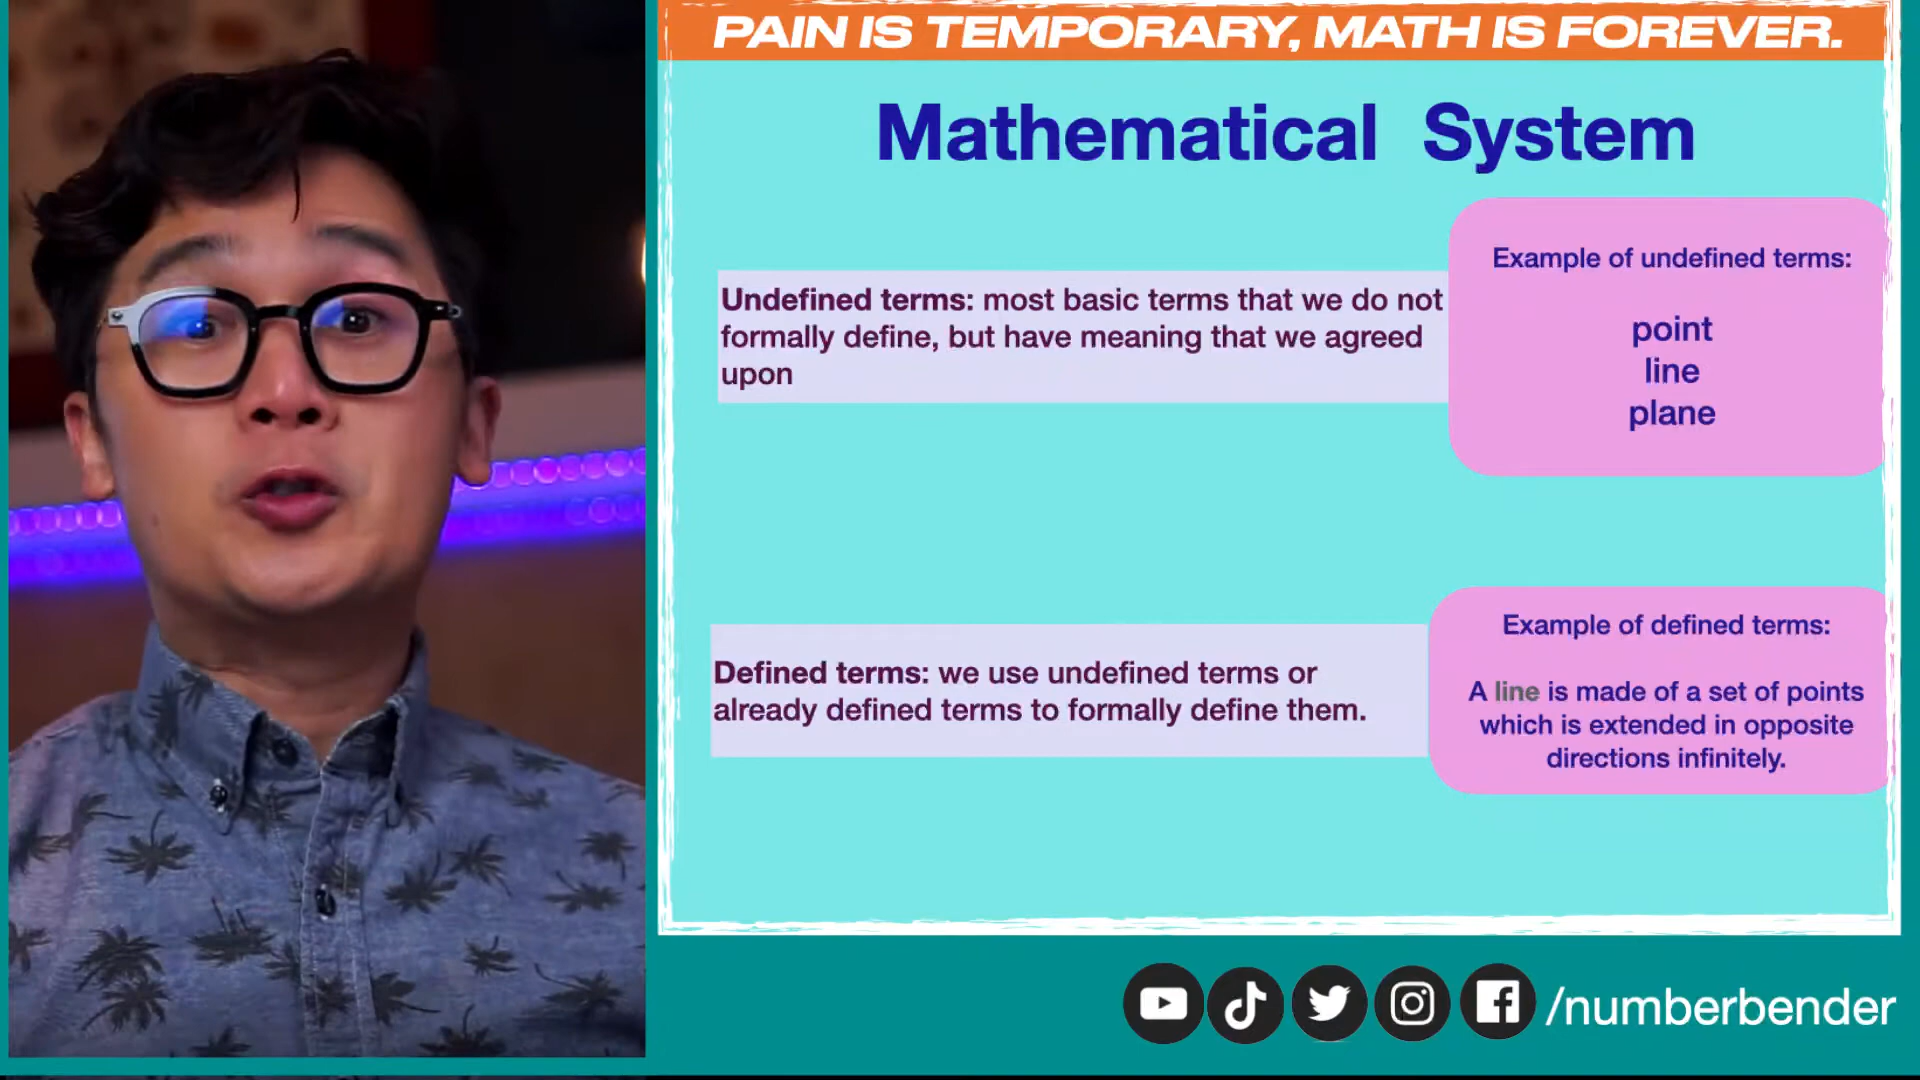 PAIN IS TEMPORARY, MATH IS FOREVER.
Mathematical System
Undefined terms: most basic terms that we do not
formally define, but have meaning that we agreed
upon
Example of undefined terms:
point
line
plane
Defined terms: we use undefined terms or
already defined terms to formally define them.
Example of defined terms:
A line is made of a set of points
which is extended in opposite
directions infinitely.
/numberbender